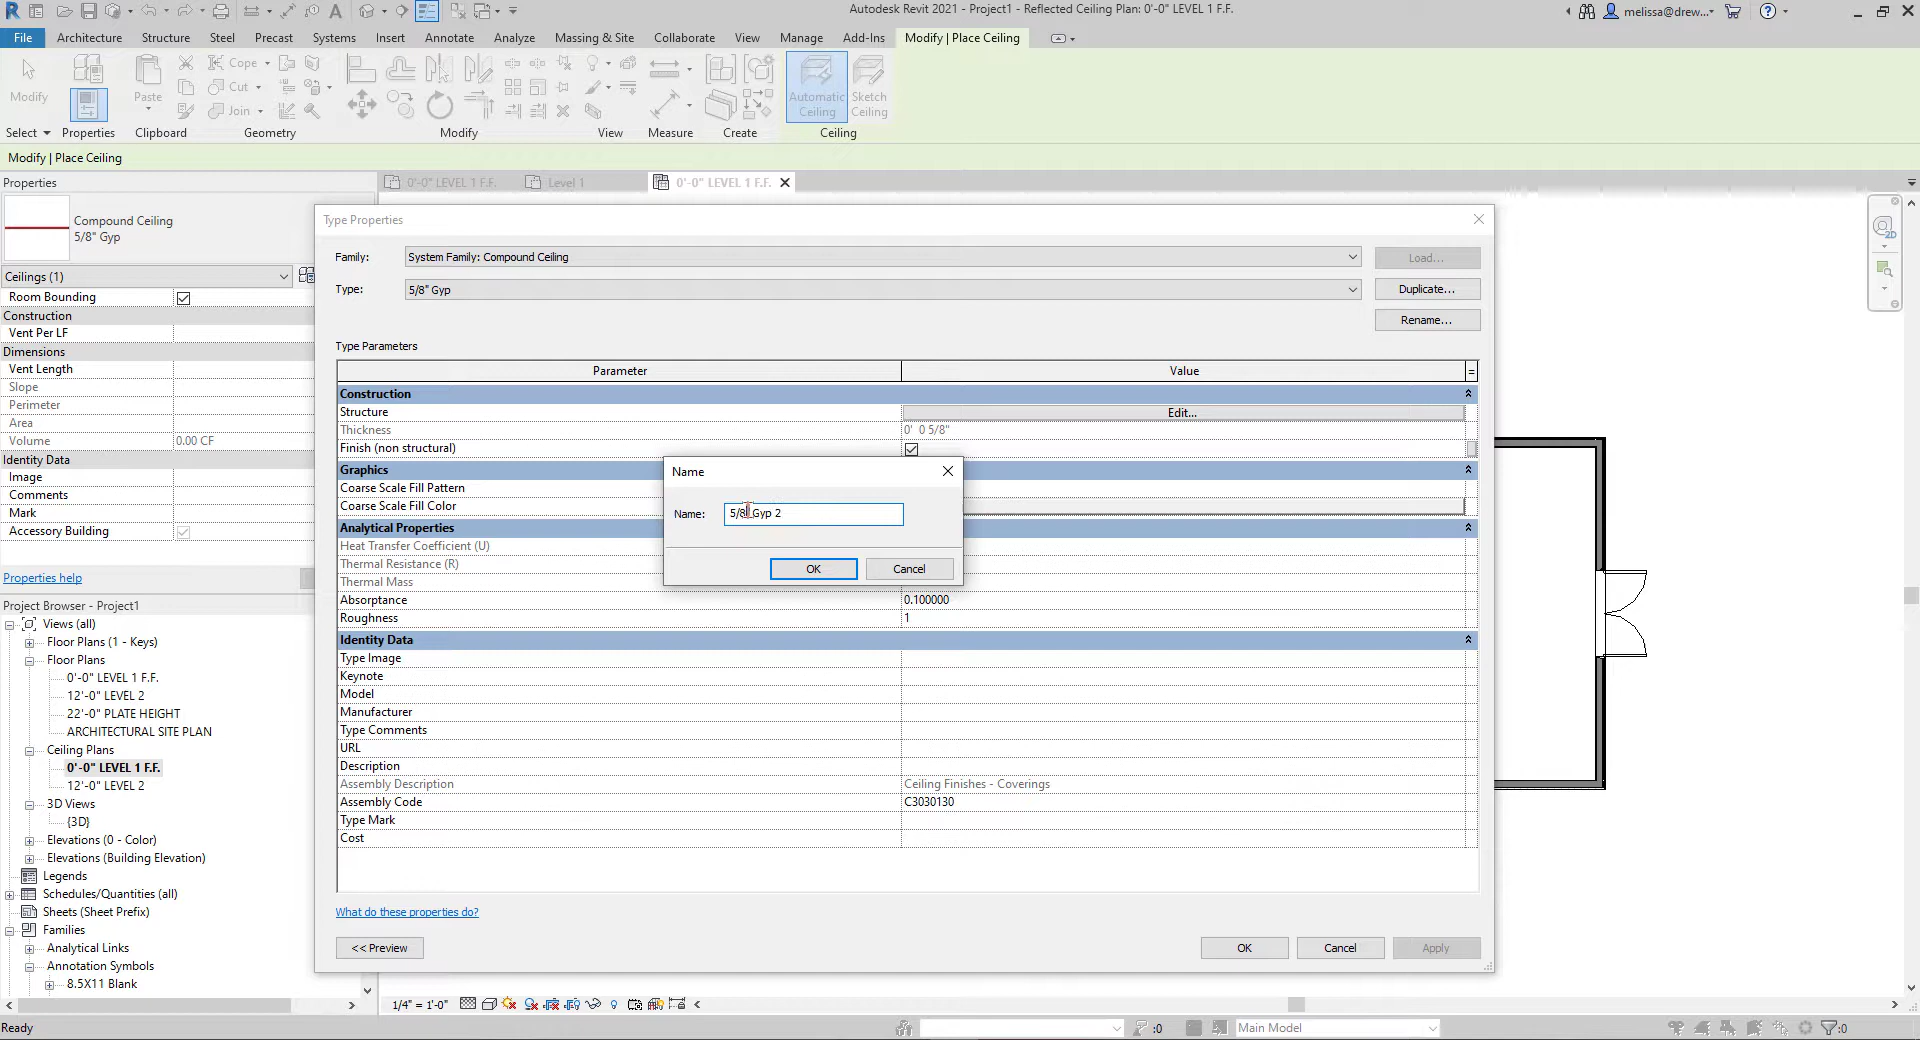 Autodesk Revit 2021 - Project1 - Reflected Ceiling Plan: 0'-0" LEVEL 1 F.F.
melissa@drew...
File Architecture Structure Steel Precast Systems Insert Annotate Analyze Massing & Site Collaborate View Manage Add-Ins Modify | Place Ceiling
Modify Paste Cope Cut Join Automatic Ceiling Sketch Ceiling
Select Properties Clipboard Geometry Modify View Measure Create Ceiling
Modify | Place Ceiling
Properties
0'-0" LEVEL 1 F.F. Level 1 0'-0" LEVEL 1 F.F.
Compound Ceiling
5/8" Gyp
Ceilings (1)
Room Bounding
Construction
Vent Per LF
Dimensions
Vent Length
Slope
Perimeter
Area
Volume 0.00 CF
Identity Data
Image
Comments
Mark
Accessory Building
Properties help
Project Browser - Project1
Views (all)
Floor Plans (1 - Keys)
Floor Plans
0'-0" LEVEL 1 F.F.
12'-0" LEVEL 2
22'-0" PLATE HEIGHT
ARCHITECTURAL SITE PLAN
Ceiling Plans
0'-0" LEVEL 1 F.F.
12'-0" LEVEL 2
3D Views
{3D}
Elevations (0 - Color)
Elevations (Building Elevation)
Legends
Schedules/Quantities (all)
Sheets (Sheet Prefix)
Families
Analytical Links
Annotation Symbols
8.5X11 Blank
Type Properties
Family: System Family: Compound Ceiling Load...
Type: 5/8" Gyp Duplicate...
Rename...
Type Parameters
Parameter Value =
Construction
Structure Edit...
Thickness 0' 0 5/8"
Finish (non structural)
Graphics
Coarse Scale Fill Pattern
Coarse Scale Fill Color
Analytical Properties
Heat Transfer Coefficient (U)
Thermal Resistance (R)
Thermal Mass
Absorptance 0.100000
Roughness 1
Identity Data
Type Image
Keynote
Model
Manufacturer
Type Comments
URL
Description
Assembly Description Ceiling Finishes - Coverings
Assembly Code C3030130
Type Mark
Cost
What do these properties do?
<< Preview OK Cancel Apply
Name
Name: 5/8" Gyp 2
OK Cancel
2D
1/4" = 1'-0"
Ready :0 Main Model :0